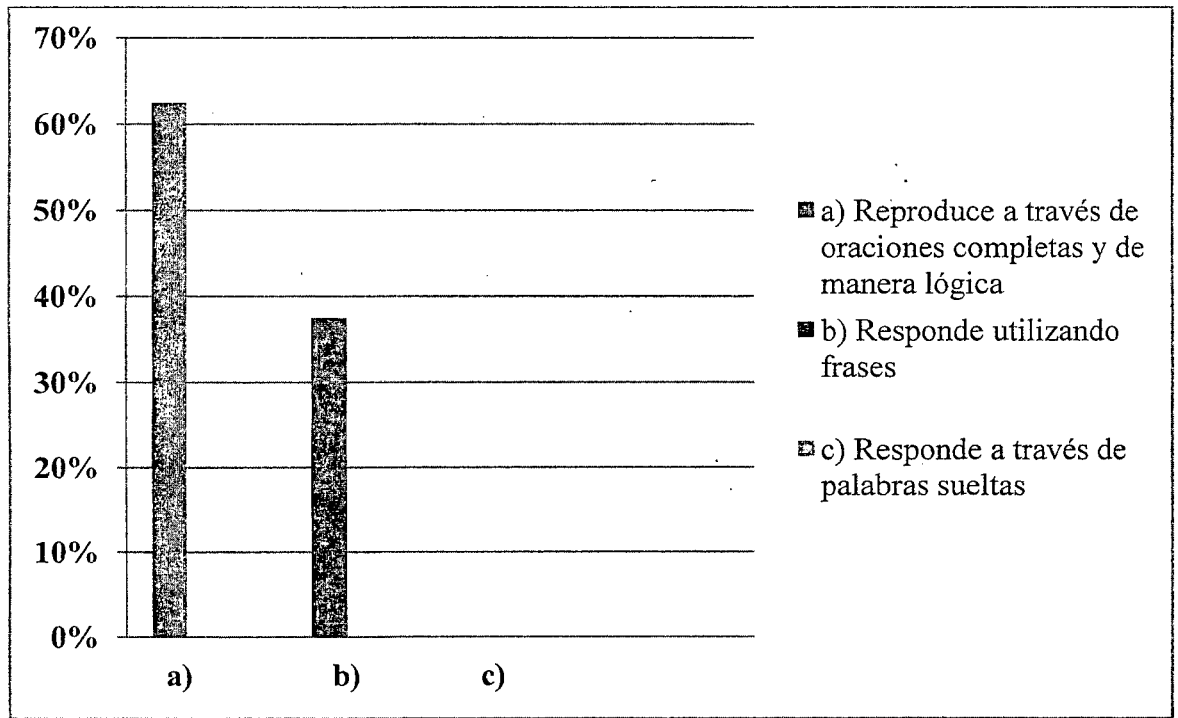 70%
60%
50%
40%
30%
20%
10%
0%
a)
b)
c)
a) Reproduce a través de
oraciones completas y de
manera lógica
b) Responde utilizando
frases
c) Responde a través de
palabras sueltas